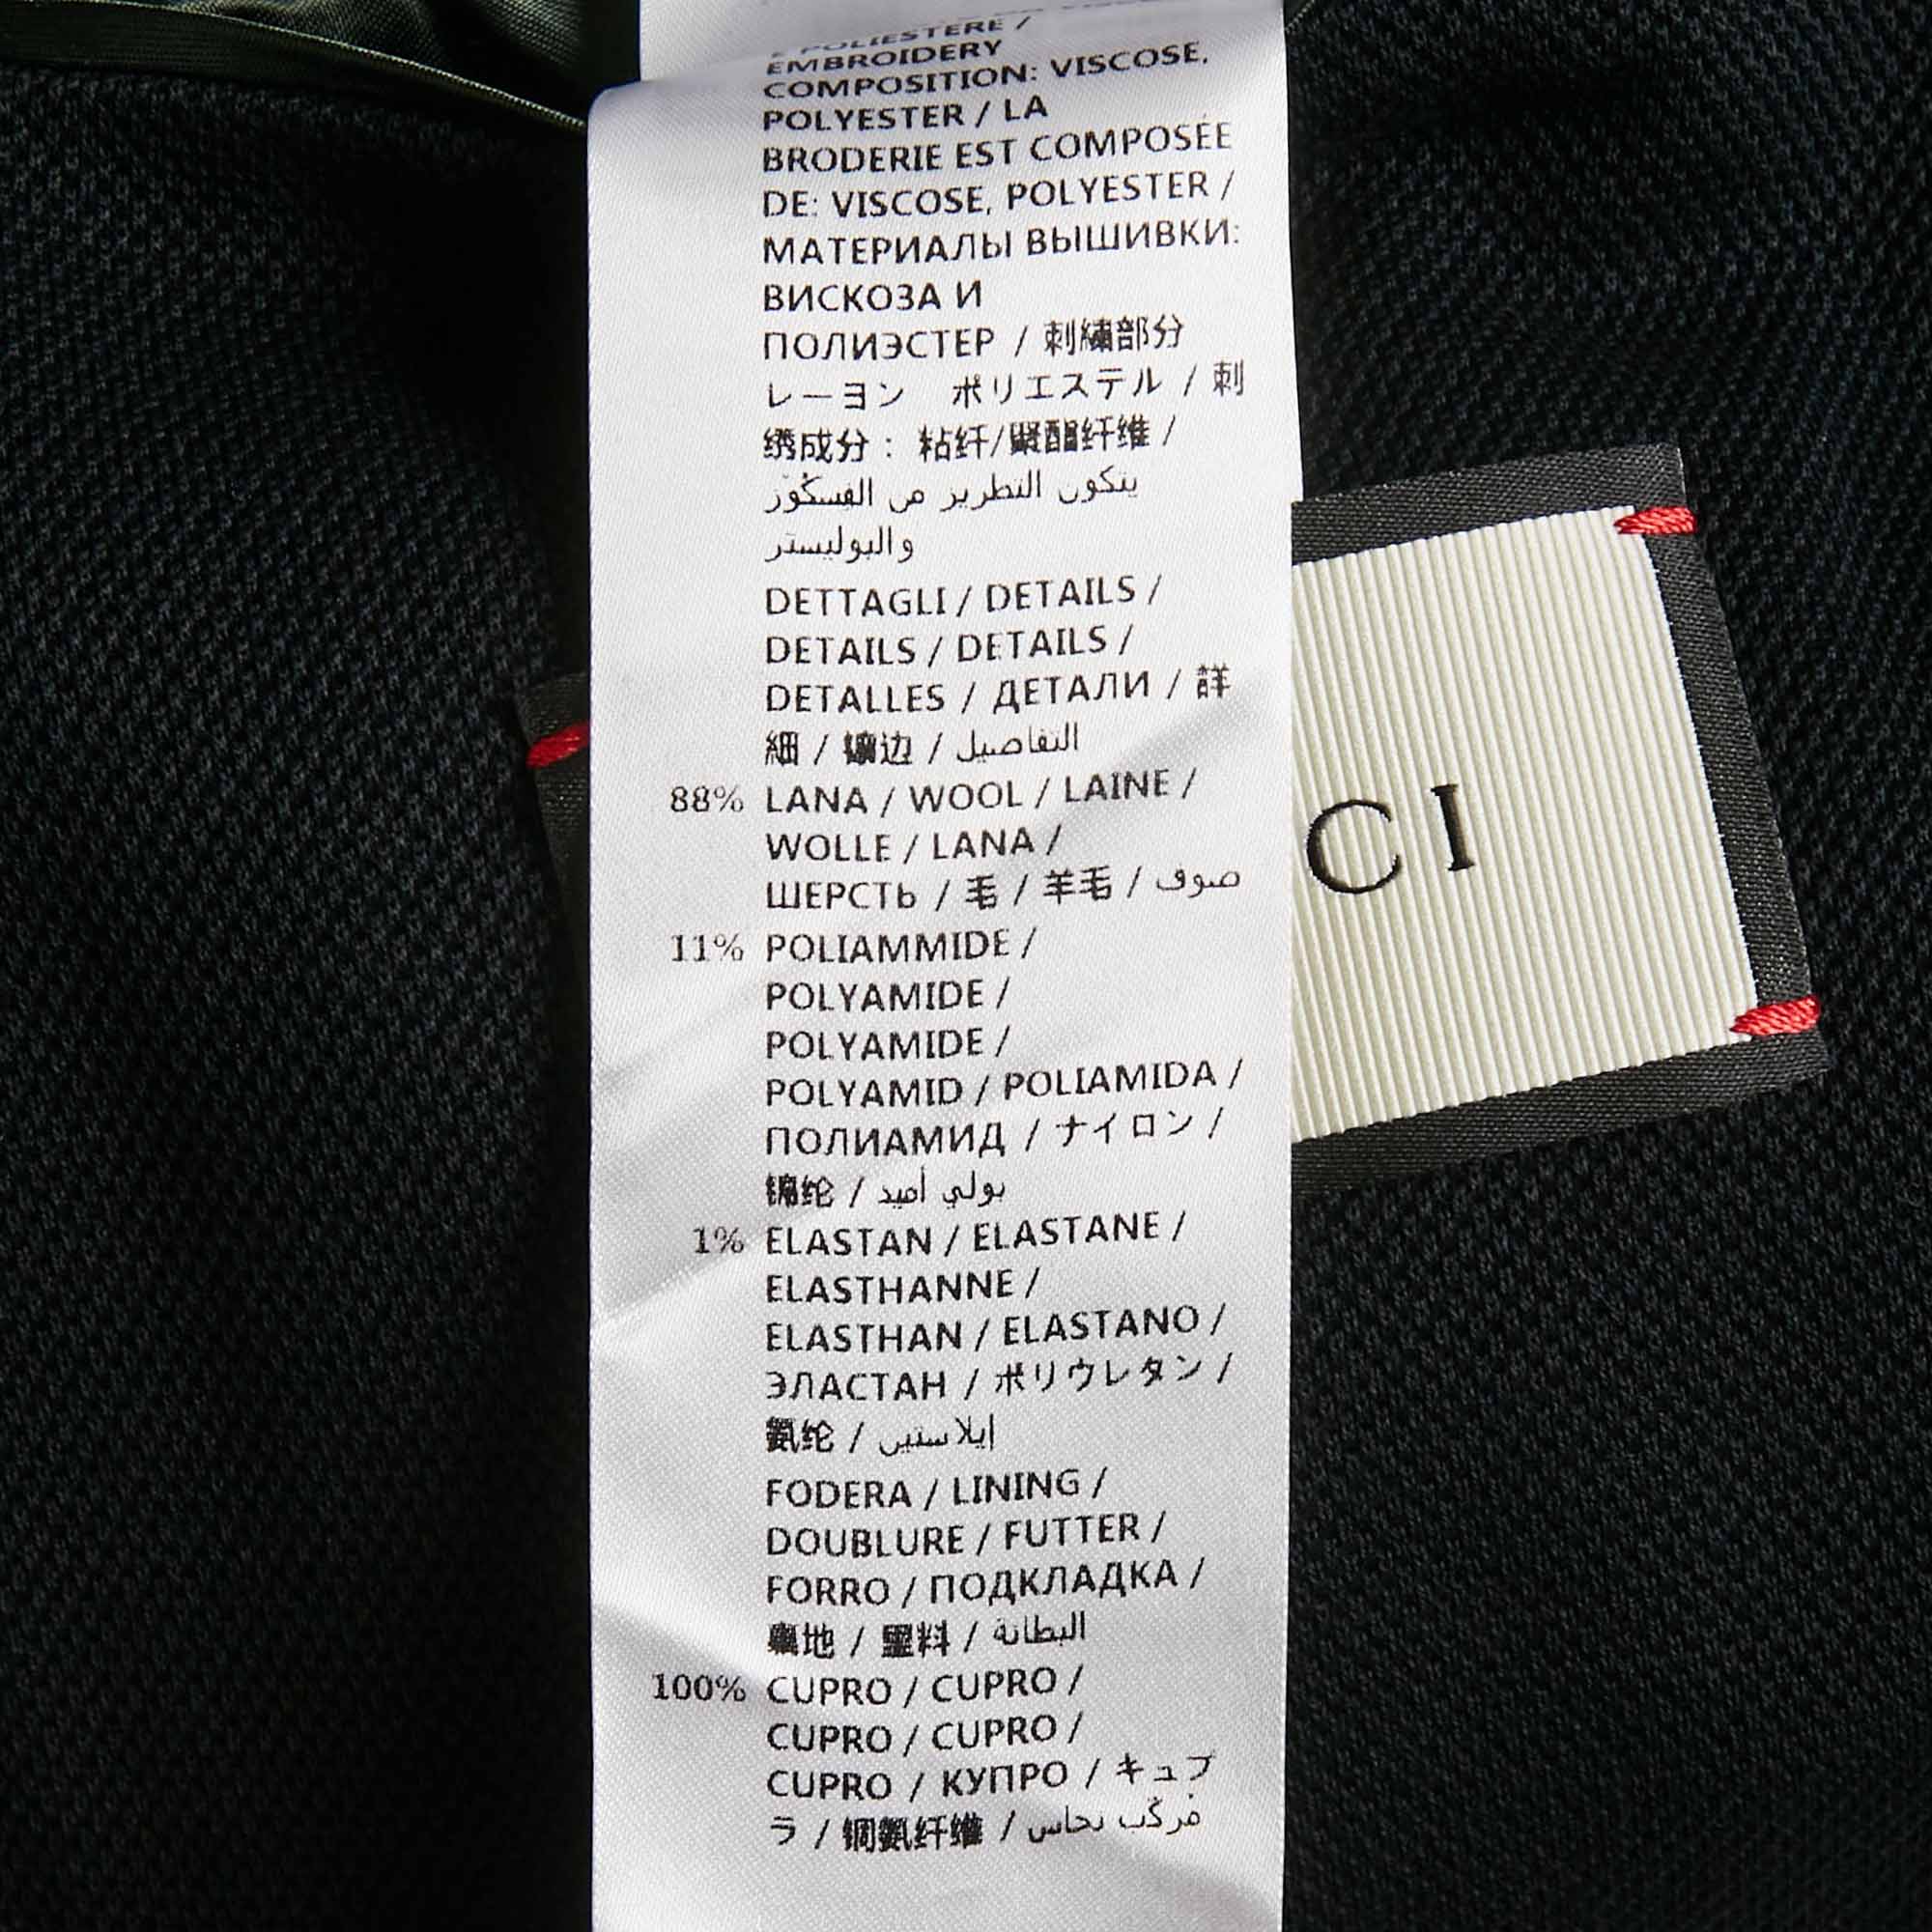 E POLIESTERE /
EMBROIDERY
COMPOSITION: VISCOSE,
POLYESTER / LA
BRODERIE EST COMPOSÉE
DE: VISCOSE, POLYESTER /
МАТЕРИАЛЫ ВЫШИВКИ:
ВИСКОЗА И
ПОЛИЭСТЕР / 刺繍部分
レーヨン　ポリエステル / 刺
绣成分：粘纤/聚酯纤维 /
يتكون التطريز من الفسكوز
والبوليستر
DETTAGLI / DETAILS /
DETAILS / DETAILS /
DETALLES / ДЕТАЛИ / 詳
細 / 镶边 / التفاصيل
88% LANA / WOOL / LAINE /
WOLLE / LANA /
ШЕРСТЬ / 毛 / 羊毛 / صوف
11% POLIAMMIDE /
POLYAMIDE /
POLYAMIDE /
POLYAMID / POLIAMIDA /
ПОЛИАМИД / ナイロン /
锦纶 / بولي أميد
1% ELASTAN / ELASTANE /
ELASTHANNE /
ELASTHAN / ELASTANO /
ЭЛАСТАН / ポリウレタン /
氨纶 / إيلاستين
FODERA / LINING /
DOUBLURE / FUTTER /
FORRO / ПОДКЛАДКА /
裏地 / 里料 / البطانة
100% CUPRO / CUPRO /
CUPRO / CUPRO /
CUPRO / КУПРО / キュプ
ラ / 铜氨纤维 / مركب نحاس
CI